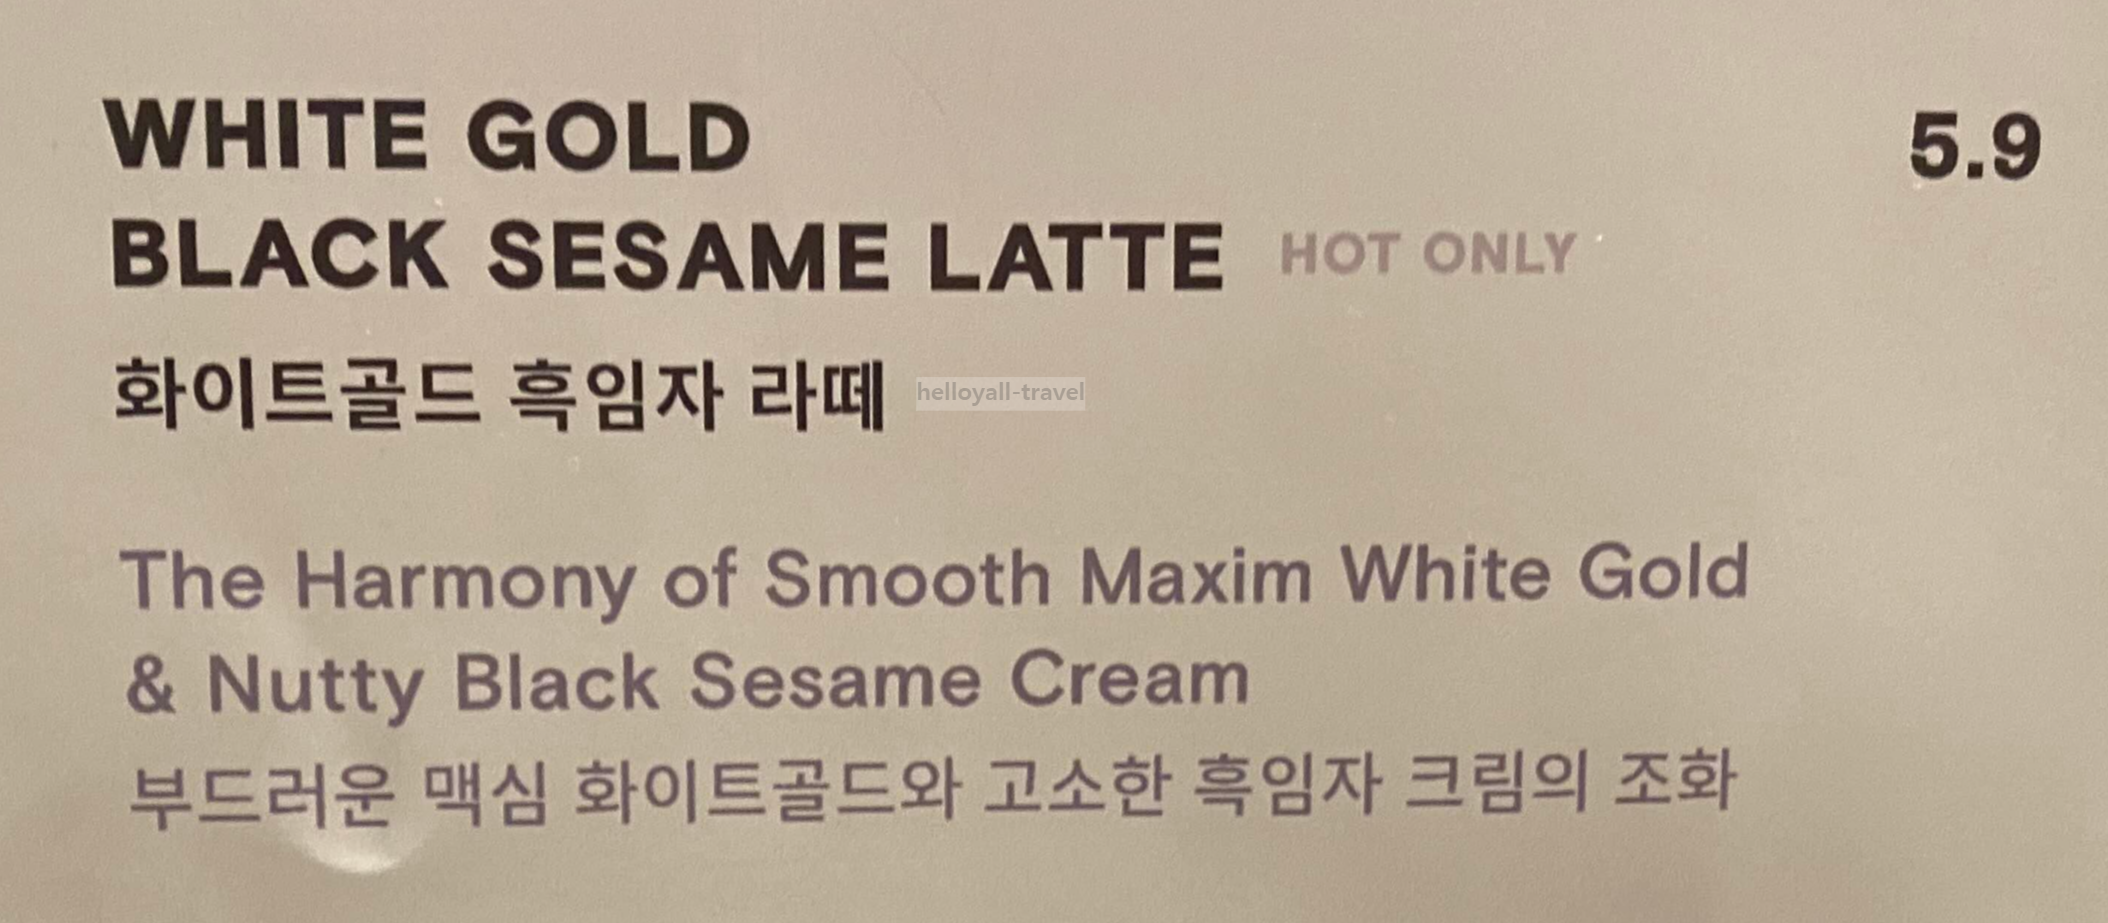 WHITE GOLD 5.9
BLACK SESAME LATTE HOT ONLY
화이트골드 흑임자 라떼 helloyall-travel
The Harmony of Smooth Maxim White Gold
& Nutty Black Sesame Cream
부드러운 맥심 화이트골드와 고소한 흑임자 크림의 조화